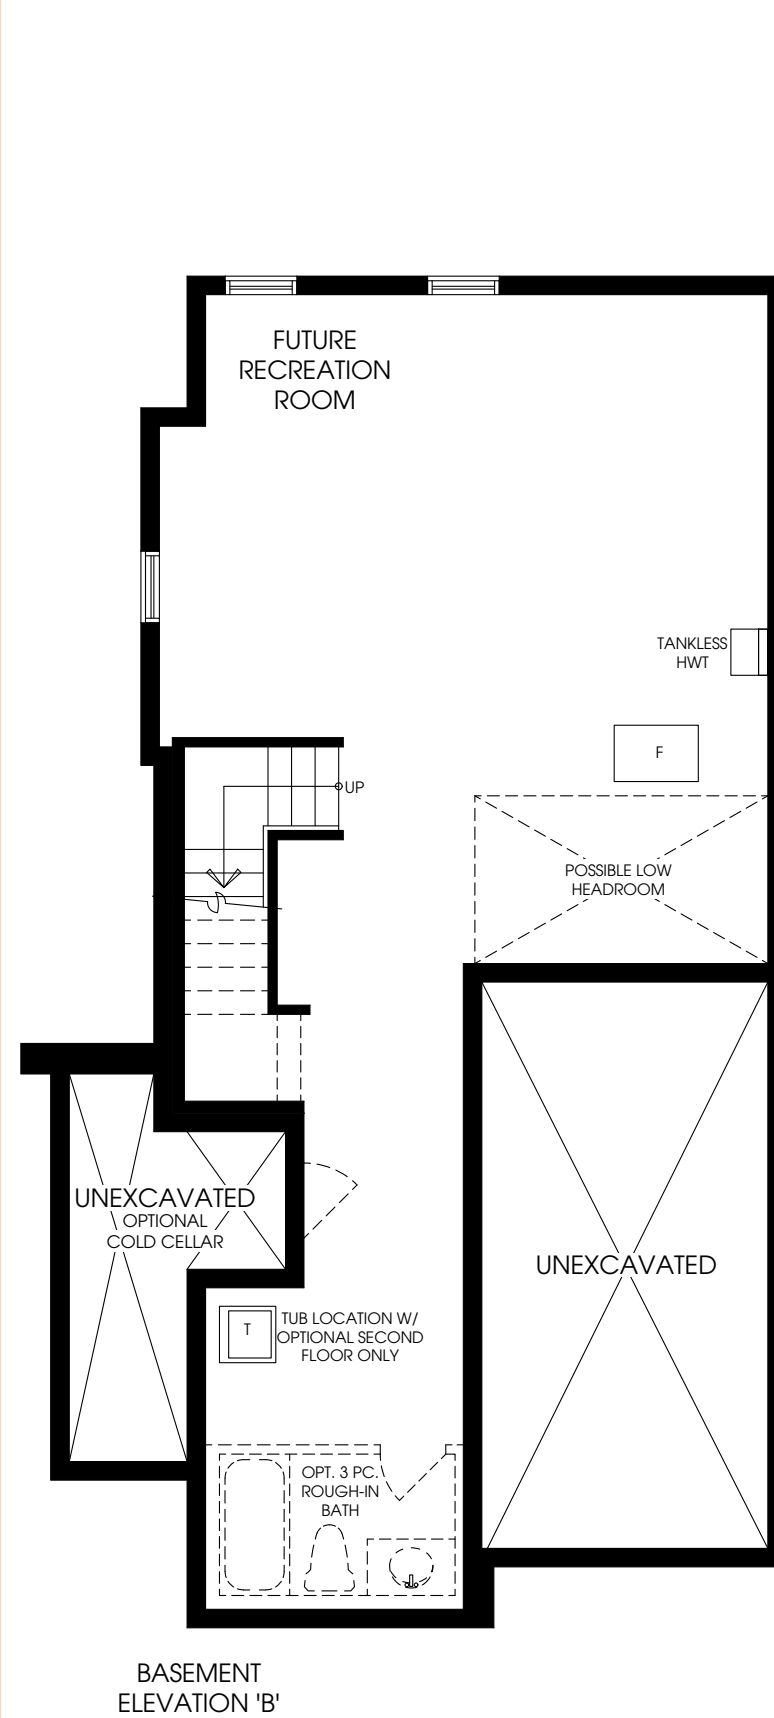 FUTURE
RECREATION
ROOM
TANKLESS
HWT
F
UP
POSSIBLE LOW
HEADROOM
UNEXCAVATED
OPTIONAL
COLD CELLAR
UNEXCAVATED
T
TUB LOCATION W/
OPTIONAL SECOND
FLOOR ONLY
OPT. 3 PC.
ROUGH-IN
BATH
BASEMENT
ELEVATION 'B'